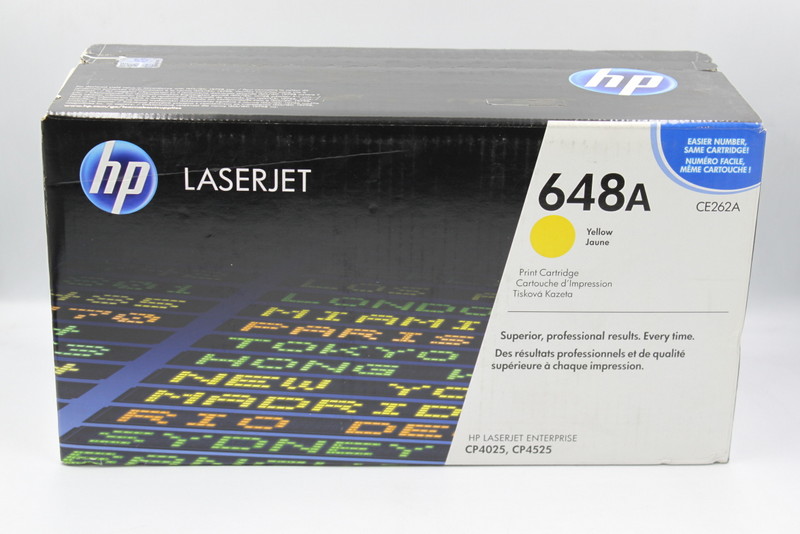 hp
hp
LASERJET
EASIER NUMBER,
SAME CARTRIDGE!
NUMÉRO FACILE,
MÊME CARTOUCHE !
648A
CE262A
Yellow
Jaune
Print Cartridge
Cartouche d'Impression
Tisková Kazeta
Superior, professional results. Every time.
Des résultats professionnels et de qualité
supérieure à chaque impression.
HP LASERJET ENTERPRISE
CP4025, CP4525
LONDO
MIAMI
PARIS
TOKYO
HONG K
NEW YO
MADRID
RIO DE
SYDNEY